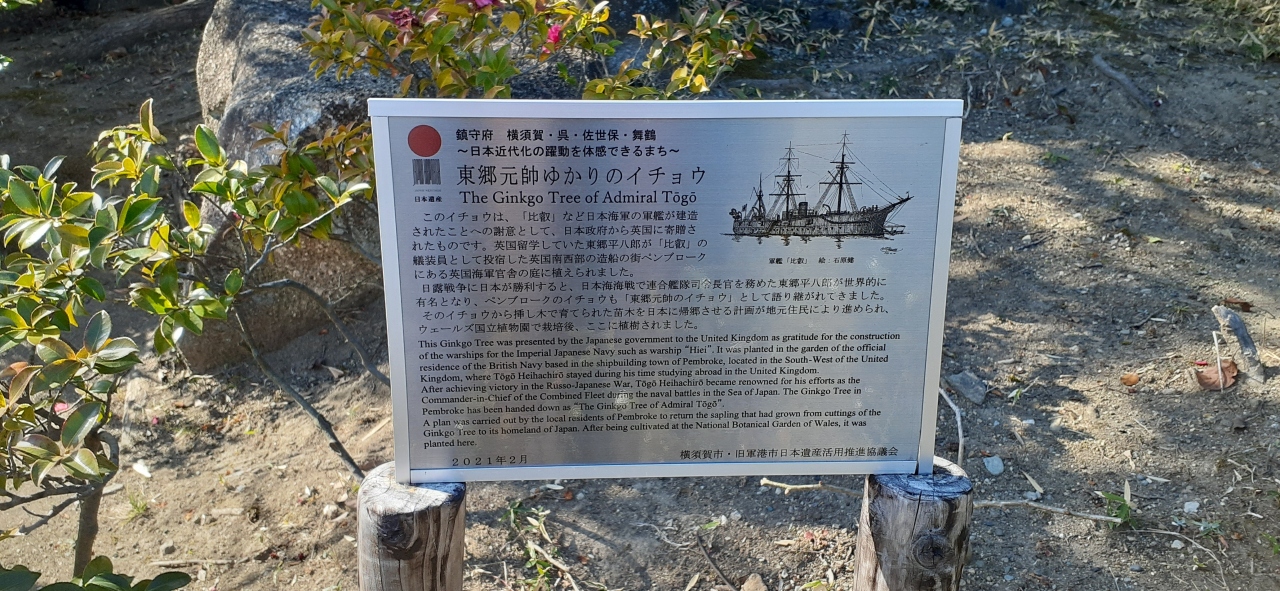 鎮守府　横須賀・呉・佐世保・舞鶴
～日本近代化の躍動を体感できるまち～
日本遺産
東郷元帥ゆかりのイチョウ
The Ginkgo Tree of Admiral Tōgō
このイチョウは、「比叡」など日本海軍の軍艦が建造
されたことへの謝意として、日本政府から英国に寄贈さ
れたものです。英国留学していた東郷平八郎が「比叡」の
艤装員として投宿した英国南西部の造船の街ペンブローク
にある英国海軍官舎の庭に植えられました。
軍艦「比叡」　絵：石原
日露戦争に日本が勝利すると、日本海海戦で連合艦隊司令長官を務めた東郷平八郎が世界的に
有名となり、ペンブロークのイチョウも「東郷元帥のイチョウ」として語り継がれてきました。
そのイチョウから挿し木で育てられた苗木を日本に帰郷させる計画が地元住民により進められ、
ウェールズ国立植物園で栽培後、ここに植樹されました。
This Ginkgo Tree was presented by the Japanese government to the United Kingdom as gratitude for the construction
of the warships for the Imperial Japanese Navy such as warship "Hiei". It was planted in the garden of the official
residence of the British Navy based in the shipbuilding town of Pembroke, located in the South-West of the United
Kingdom, where Tōgō Heihachirō stayed during his time studying abroad in the United Kingdom.
After achieving victory in the Russo-Japanese War, Tōgō Heihachirō became renowned for his efforts as the
Commander-in-Chief of the Combined Fleet during the naval battles in the Sea of Japan. The Ginkgo Tree in
Pembroke has been handed down as "The Ginkgo Tree of Admiral Tōgō".
A plan was carried out by the local residents of Pembroke to return the sapling that had grown from cuttings of the
Ginkgo Tree to its homeland of Japan. After being cultivated at the National Botanical Garden of Wales, it was
planted here.
２０２１年２月
横須賀市・旧軍港市日本遺産活用推進協議会